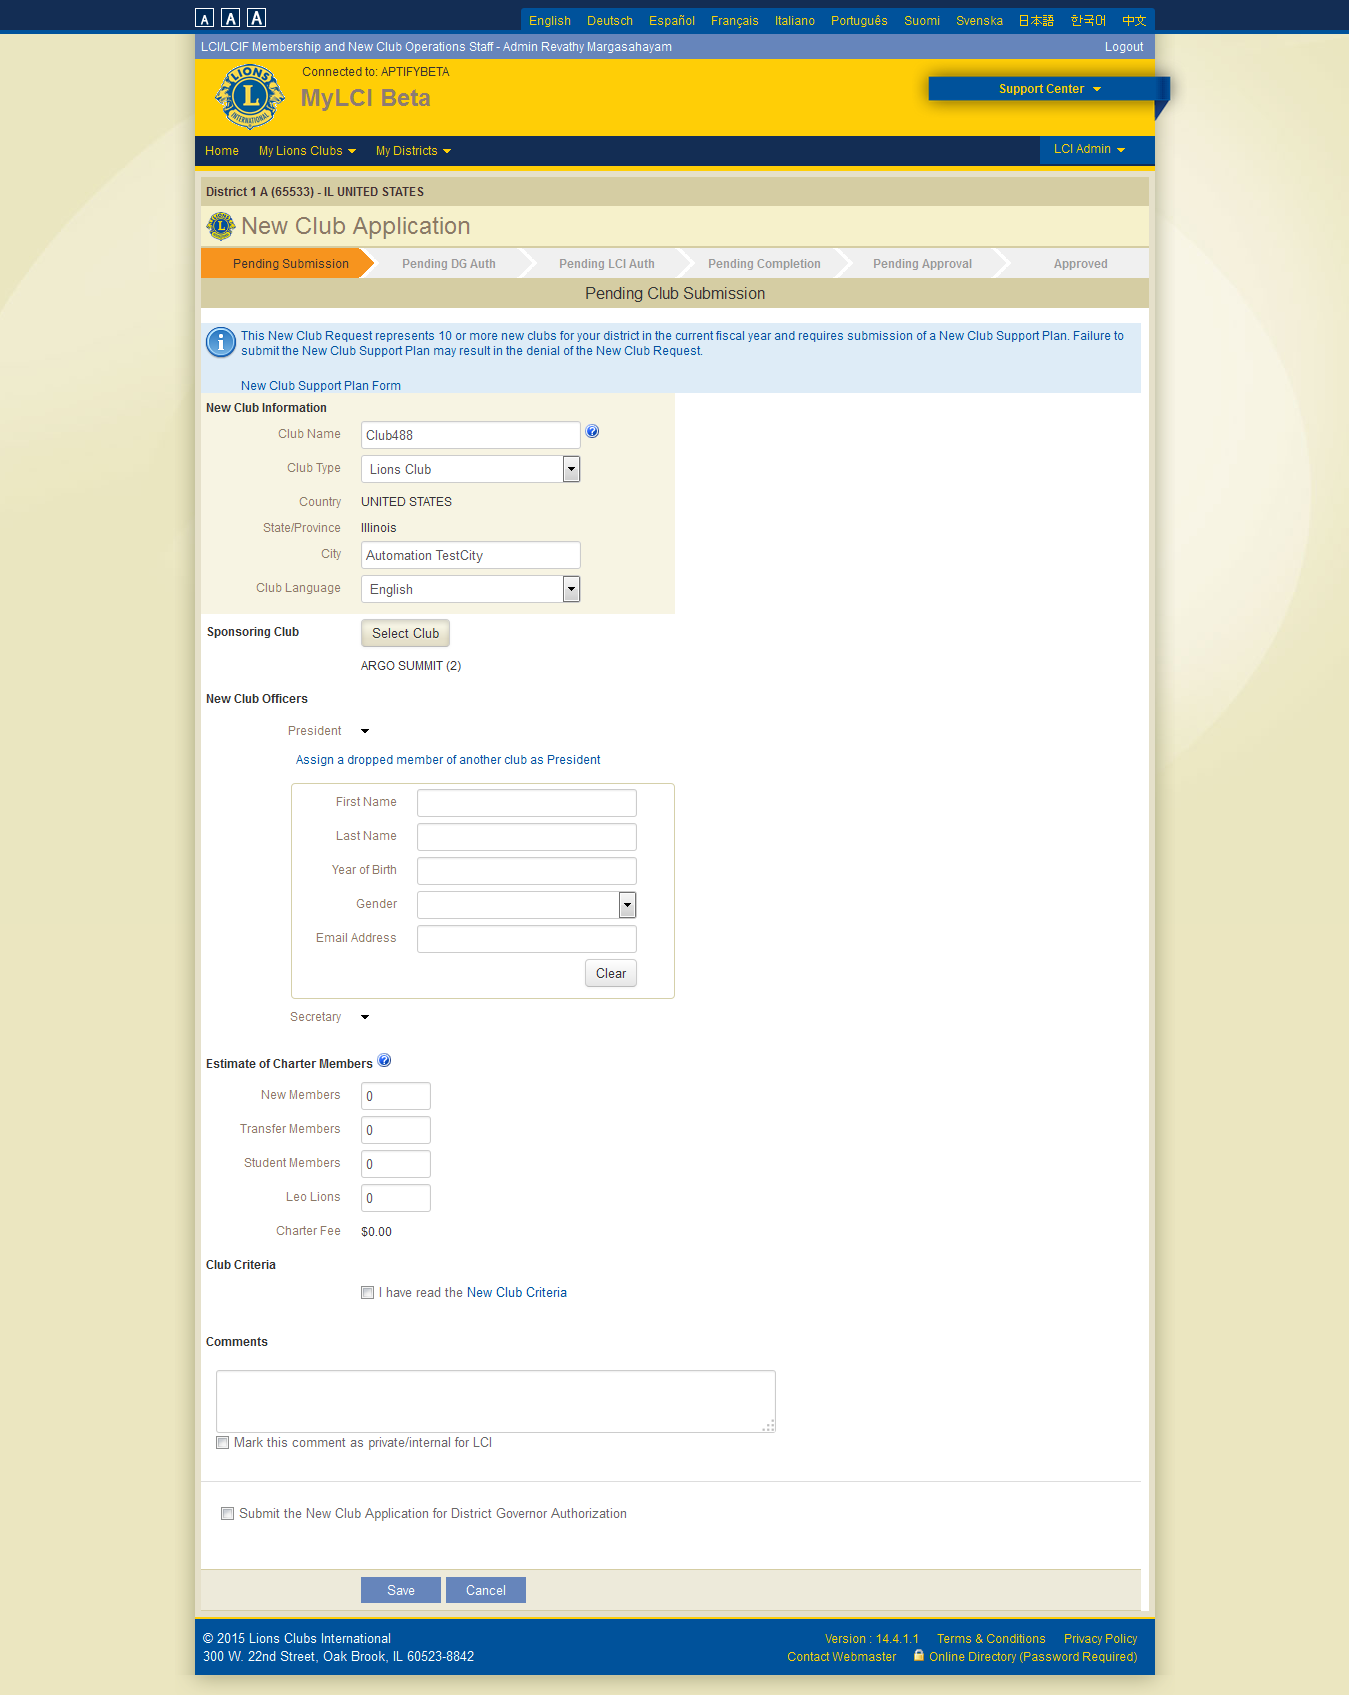 A A A English Deutsch Español Français Italiano Português Suomi Svenska 日本語 한국어 中文
LCI/LCIF Membership and New Club Operations Staff - Admin Revathy Margasahayam Logout
LIONS L INTERNATIONAL
Connected to: APTIFYBETA
MyLCI Beta
Support Center
Home My Lions Clubs My Districts LCI Admin
District 1 A (65533) - IL UNITED STATES
New Club Application
Pending Submission Pending DG Auth Pending LCI Auth Pending Completion Pending Approval Approved
Pending Club Submission
This New Club Request represents 10 or more new clubs for your district in the current fiscal year and requires submission of a New Club Support Plan. Failure to
submit the New Club Support Plan may result in the denial of the New Club Request.
New Club Support Plan Form
New Club Information
Club Name Club488
Club Type Lions Club
Country UNITED STATES
State/Province Illinois
City Automation TestCity
Club Language English
Sponsoring Club Select Club
ARGO SUMMIT (2)
New Club Officers
President
Assign a dropped member of another club as President
First Name
Last Name
Year of Birth
Gender
Email Address
Clear
Secretary
Estimate of Charter Members
New Members 0
Transfer Members 0
Student Members 0
Leo Lions 0
Charter Fee $0.00
Club Criteria
I have read the New Club Criteria
Comments
Mark this comment as private/internal for LCI
Submit the New Club Application for District Governor Authorization
Save Cancel
© 2015 Lions Clubs International Version : 14.4.1.1 Terms & Conditions Privacy Policy
300 W. 22nd Street, Oak Brook, IL 60523-8842 Contact Webmaster Online Directory (Password Required)